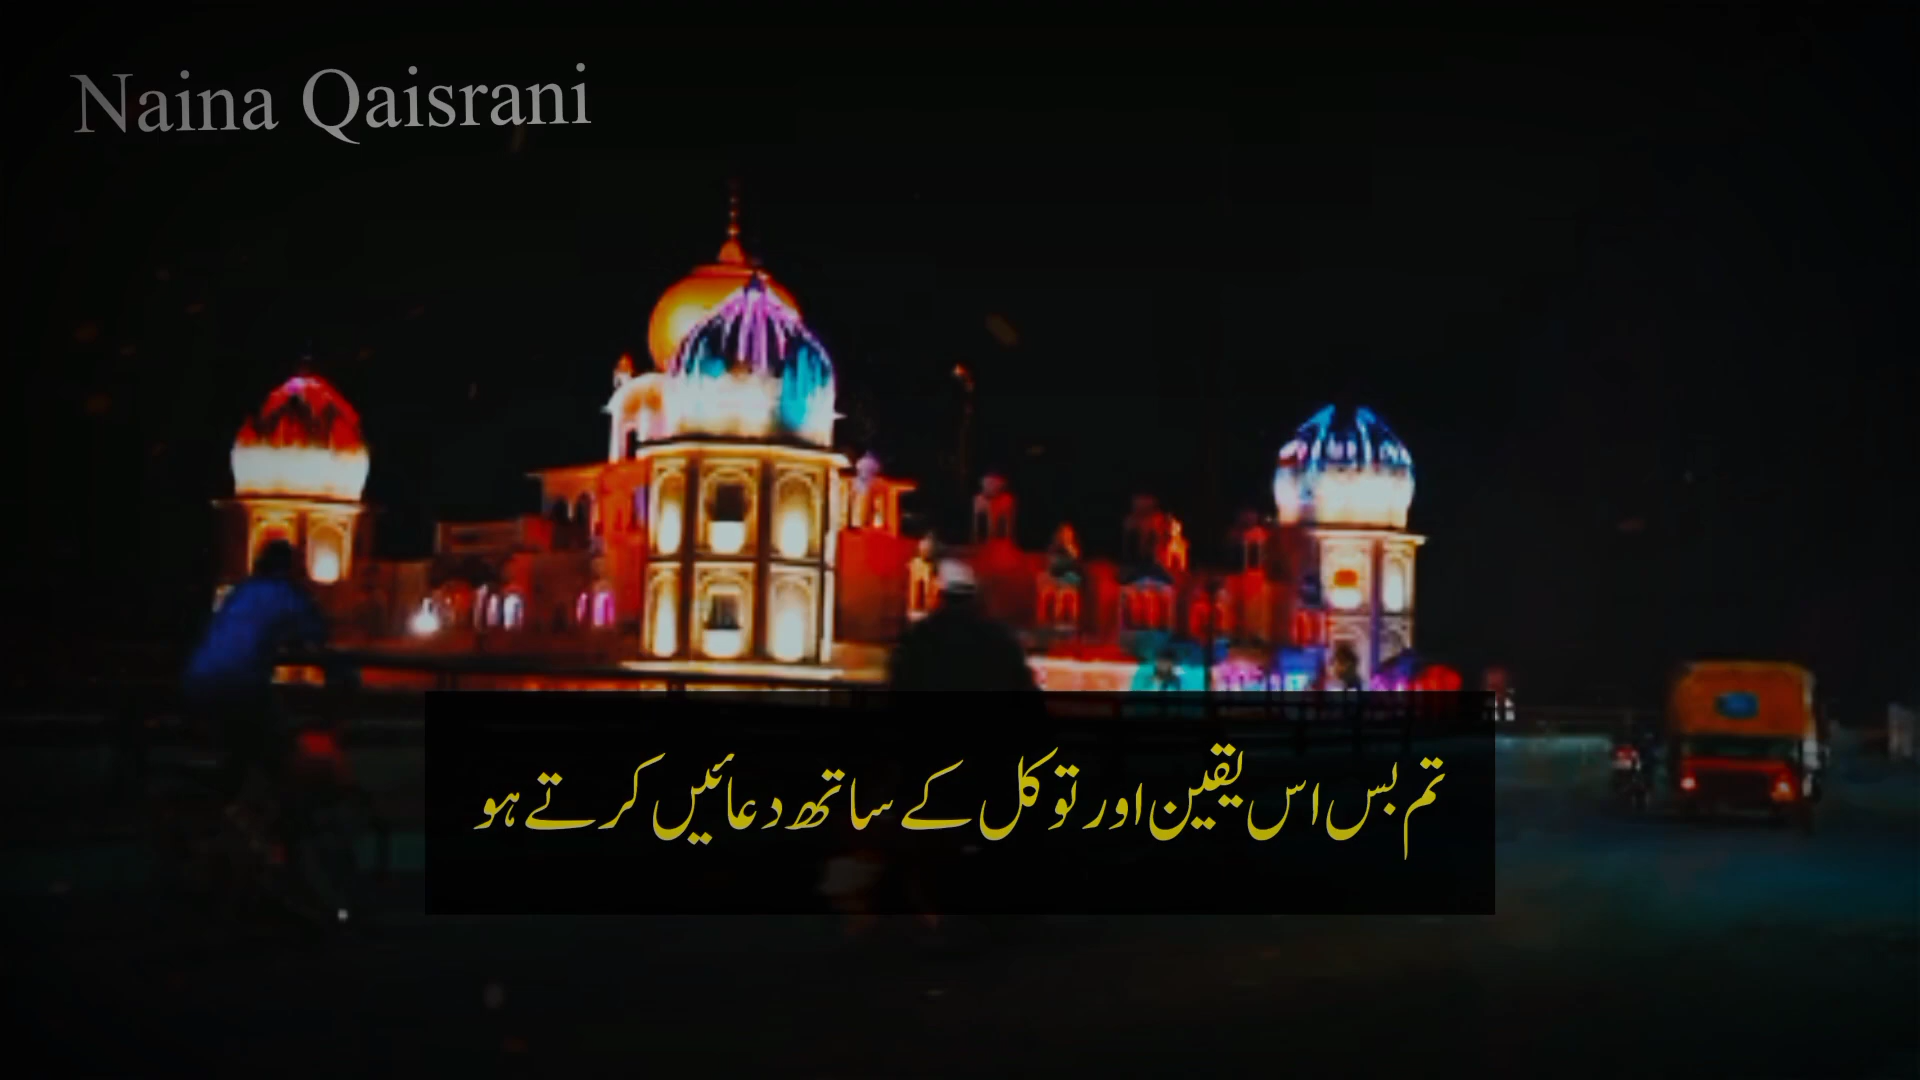 Naina Qaisrani
تم بس اس یقین اور توکل کے ساتھ دعائیں کرتے ہو